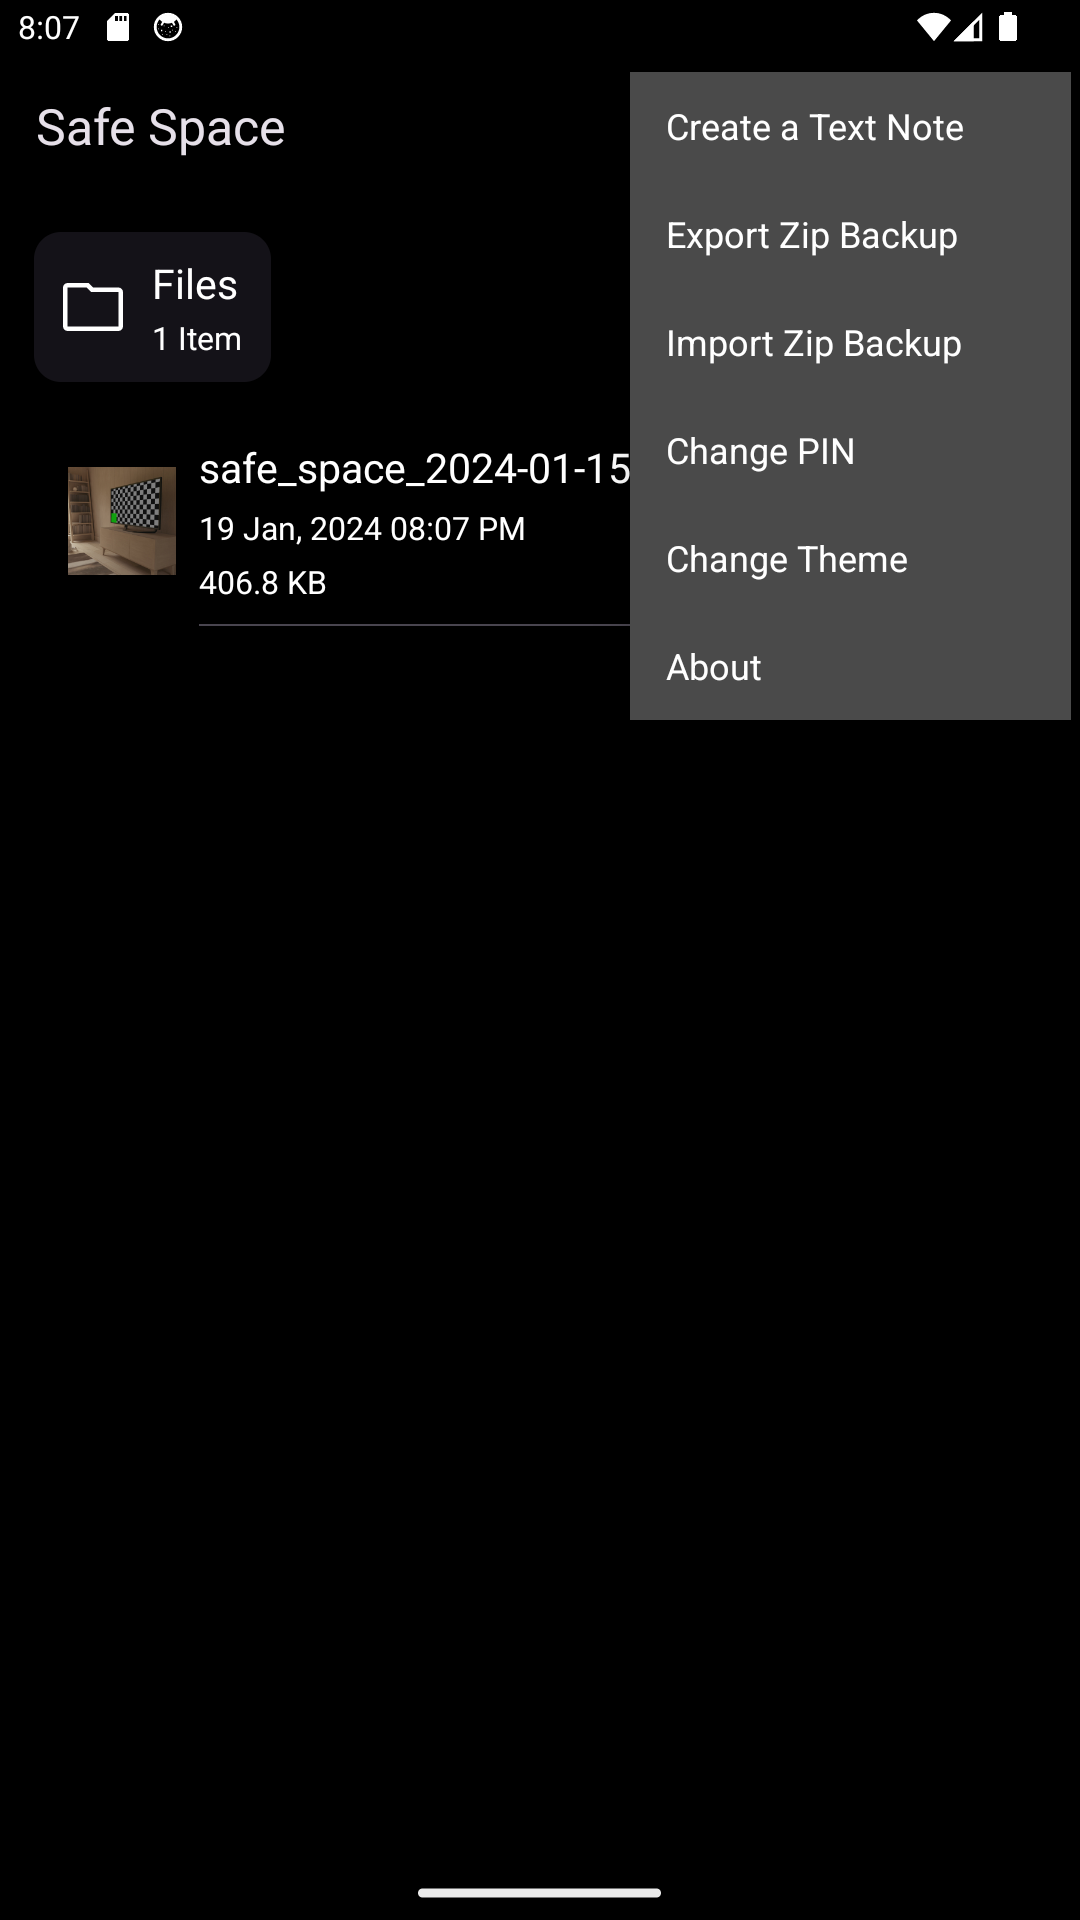 8:07
Safe Space
Files
1 Item
safe_space_2024-01-15
19 Jan, 2024 08:07 PM
406.8 KB
Create a Text Note
Export Zip Backup
Import Zip Backup
Change PIN
Change Theme
About